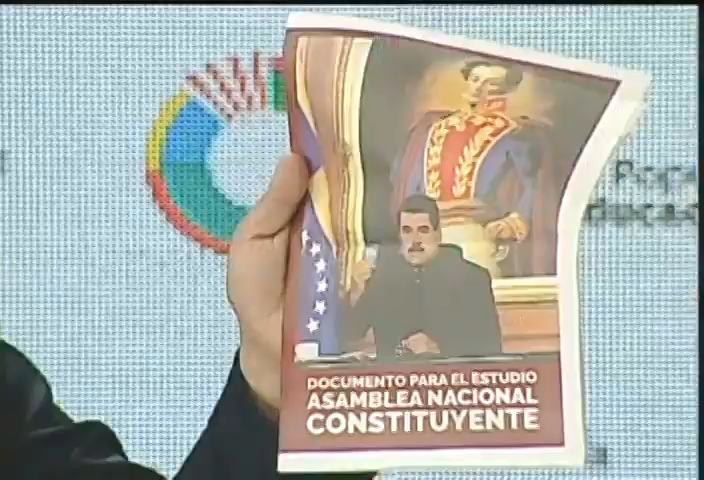 DOCUMENTO PARA EL ESTUDIO
ASAMBLEA NACIONAL
CONSTITUYENTE